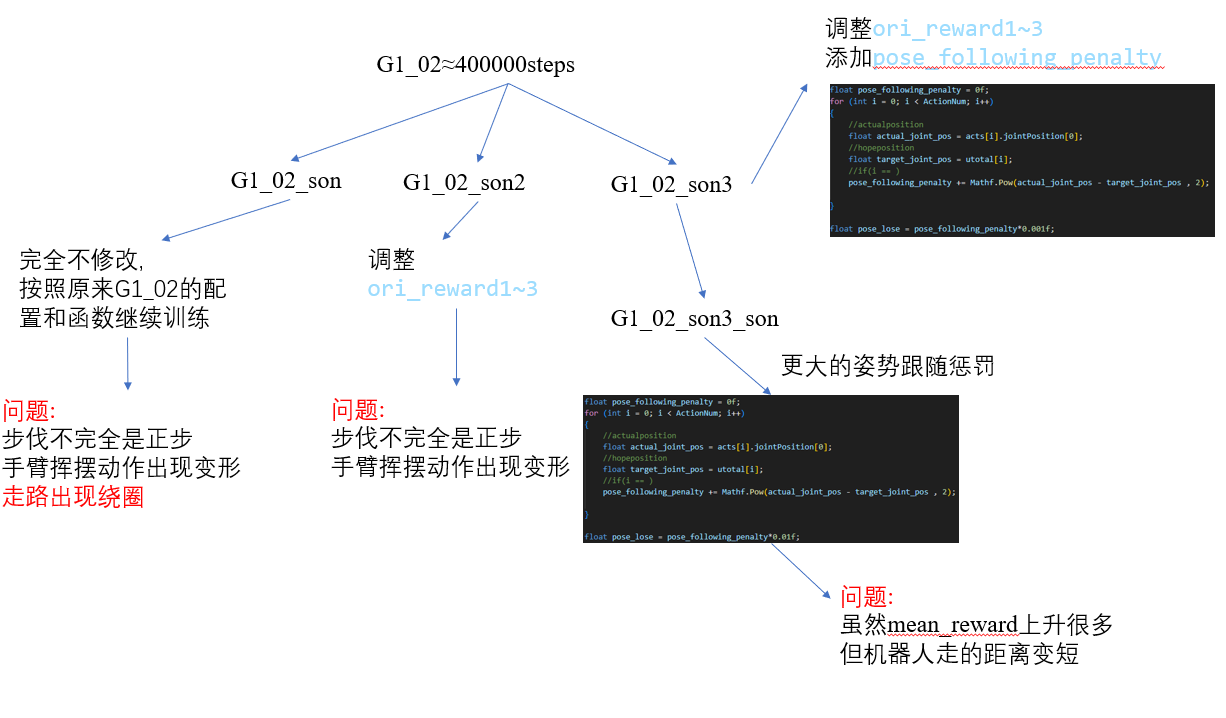 G1_02≈400000steps
调整ori_reward1~3
添加pose_following_penalty
float pose_following_penalty = 0f;
for (int i = 0; i < ActionNum; i++)
{
//actualposition
float actual_joint_pos = acts[i].jointPosition[0];
//hopeposition
float target_joint_pos = utotal[i];
//if(i == )
pose_following_penalty += Mathf.Pow(actual_joint_pos - target_joint_pos , 2);
}
float pose_lose = pose_following_penalty*0.001f;
G1_02_son
G1_02_son2
G1_02_son3
完全不修改,
按照原来G1_02的配
置和函数继续训练
调整
ori_reward1~3
G1_02_son3_son
更大的姿势跟随惩罚
问题:
步伐不完全是正步
手臂挥摆动作出现变形
走路出现绕圈
问题:
步伐不完全是正步
手臂挥摆动作出现变形
float pose_following_penalty = 0f;
for (int i = 0; i < ActionNum; i++)
{
//actualposition
float actual_joint_pos = acts[i].jointPosition[0];
//hopeposition
float target_joint_pos = utotal[i];
//if(i == )
pose_following_penalty += Mathf.Pow(actual_joint_pos - target_joint_pos , 2);
}
float pose_lose = pose_following_penalty*0.01f;
问题:
虽然mean_reward上升很多
但机器人走的距离变短